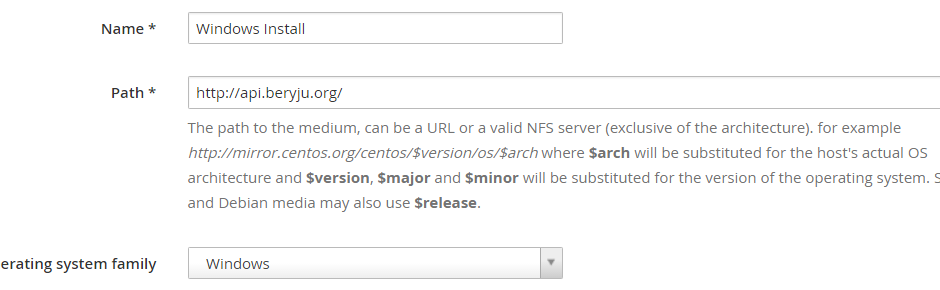 Name *
Windows Install
Path *
http://api.beryju.org/
The path to the medium, can be a URL or a valid NFS server (exclusive of the architecture). for example
http://mirror.centos.org/centos/$version/os/$arch where $arch will be substituted for the host's actual OS
architecture and $version, $major and $minor will be substituted for the version of the operating system. S
and Debian media may also use $release.
erating system family
Windows